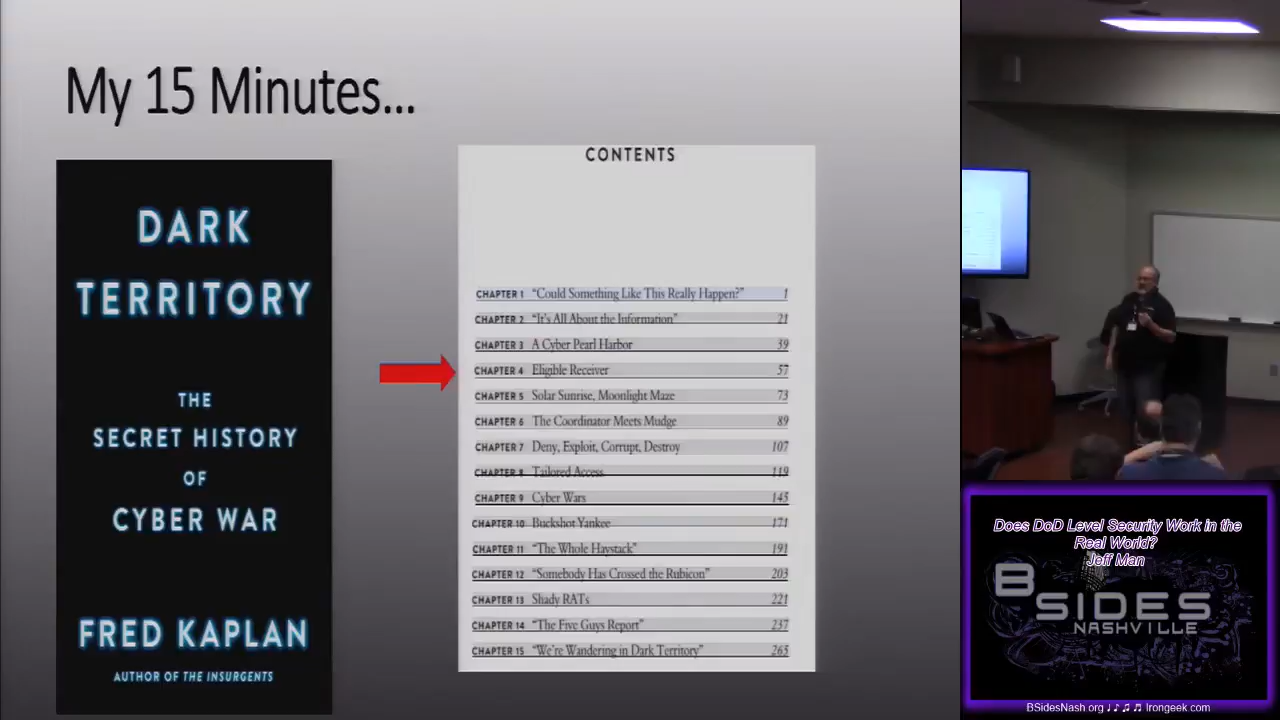 My 15 Minutes...
DARK
TERRITORY
THE
SECRET HISTORY
OF
CYBER WAR
FRED KAPLAN
AUTHOR OF THE INSURGENTS
CONTENTS
CHAPTER 1 “Could Something Like This Really Happen?” 1
CHAPTER 2 “It's All About the Information” 21
CHAPTER 3 A Cyber Pearl Harbor 39
CHAPTER 4 Eligible Receiver 57
CHAPTER 5 Solar Sunrise, Moonlight Maze 73
CHAPTER 6 The Coordinator Meets Mudge 89
CHAPTER 7 Deny, Exploit, Corrupt, Destroy 107
CHAPTER 8 Tailored Access 119
CHAPTER 9 Cyber Wars 145
CHAPTER 10 Buckshot Yankee 171
CHAPTER 11 “The Whole Haystack” 191
CHAPTER 12 “Somebody Has Crossed the Rubicon” 203
CHAPTER 13 Shady RATs 221
CHAPTER 14 “The Five Guys Report” 237
CHAPTER 15 “We're Wandering in Dark Territory” 265
Does DoD Level Security Work in the
Real World?
Jeff Man
BSIDES
NASHVILLE
BSidesNash.org ♩♪♫♬ Irongeek.com